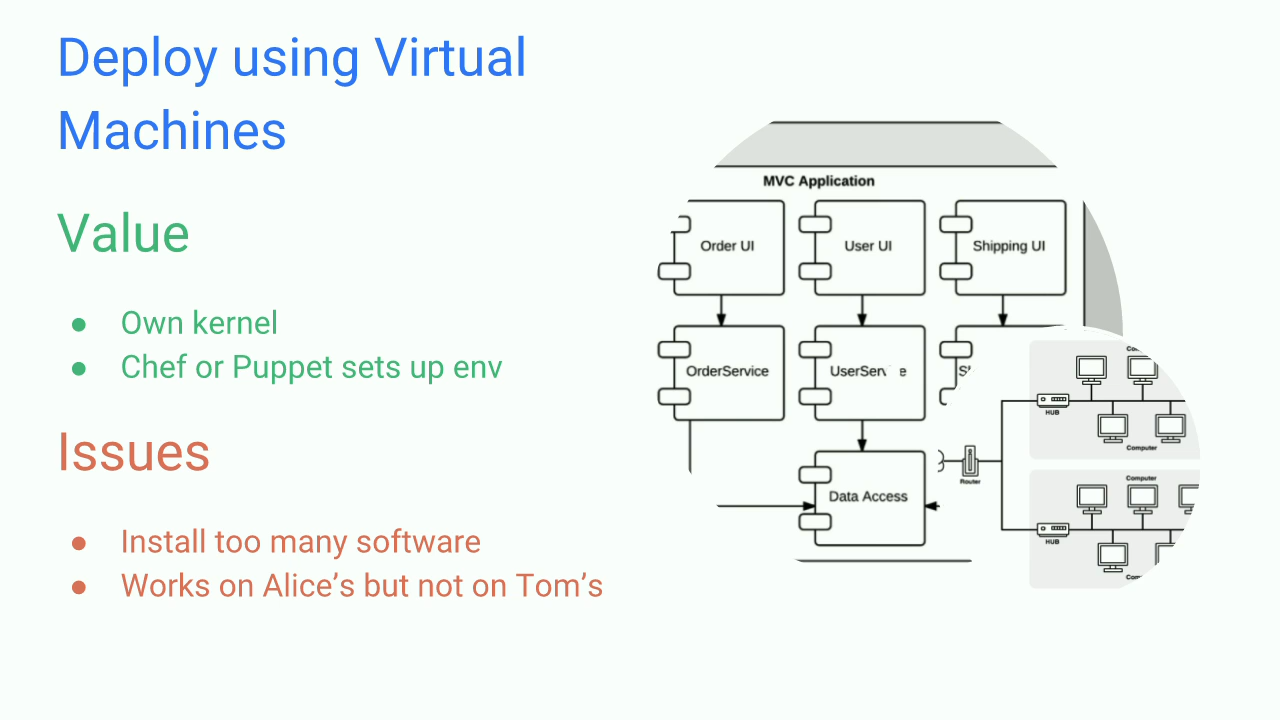 Deploy using Virtual
Machines
Value
● Own kernel
● Chef or Puppet sets up env
Issues
● Install too many software
● Works on Alice’s but not on Tom’s
MVC Application
Order UI
User UI
Shipping UI
OrderService
Data Access
Router
HUB
Computer
Computer
HUB